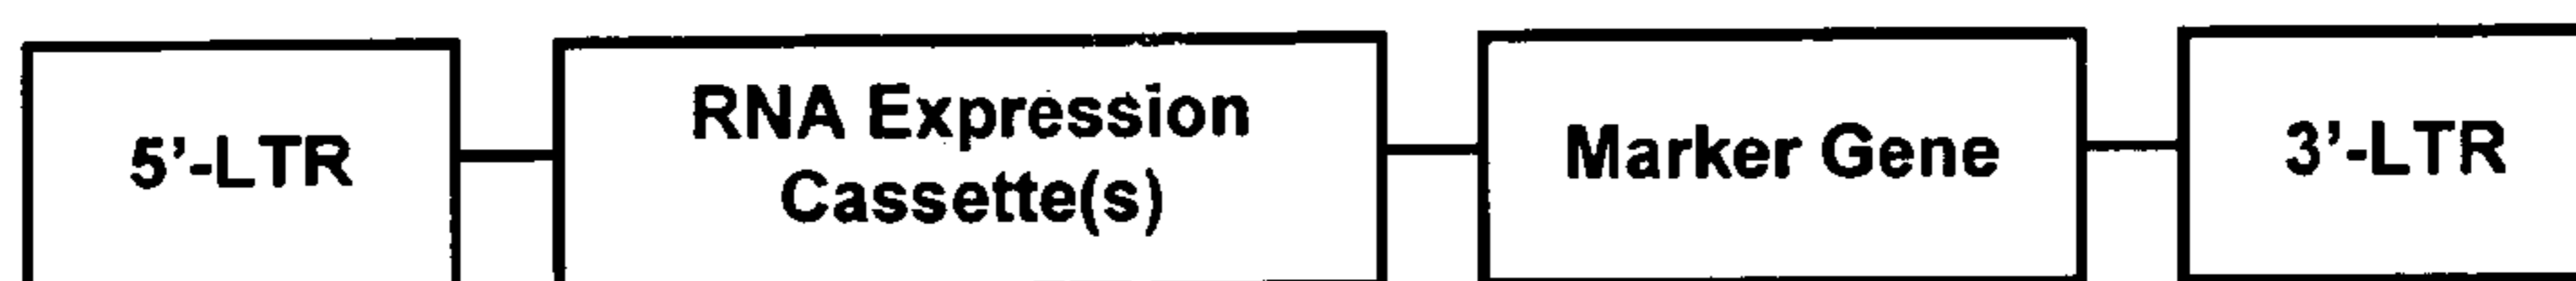 5’-LTR
RNA Expression
Cassette(s)
Marker Gene
3’-LTR